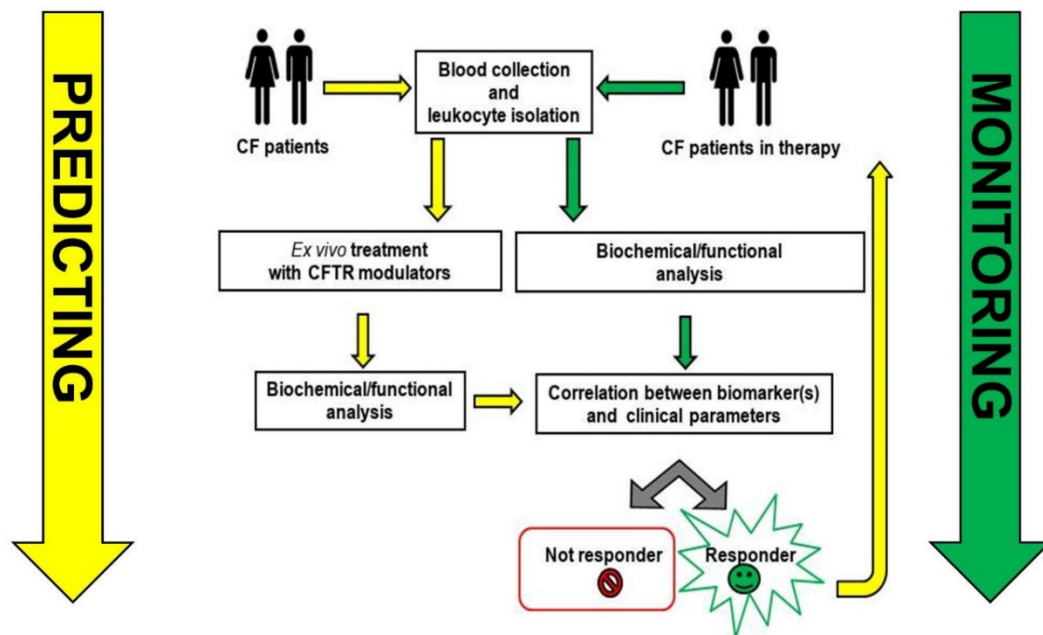 PREDICTING
Blood collection
and
leukocyte isolation
CF patients
CF patients in therapy
Ex vivo treatment
with CFTR modulators
Biochemical/functional
analysis
Biochemical/functional
analysis
Correlation between biomarker(s)
and clinical parameters
Not responder
Responder
MONITORING